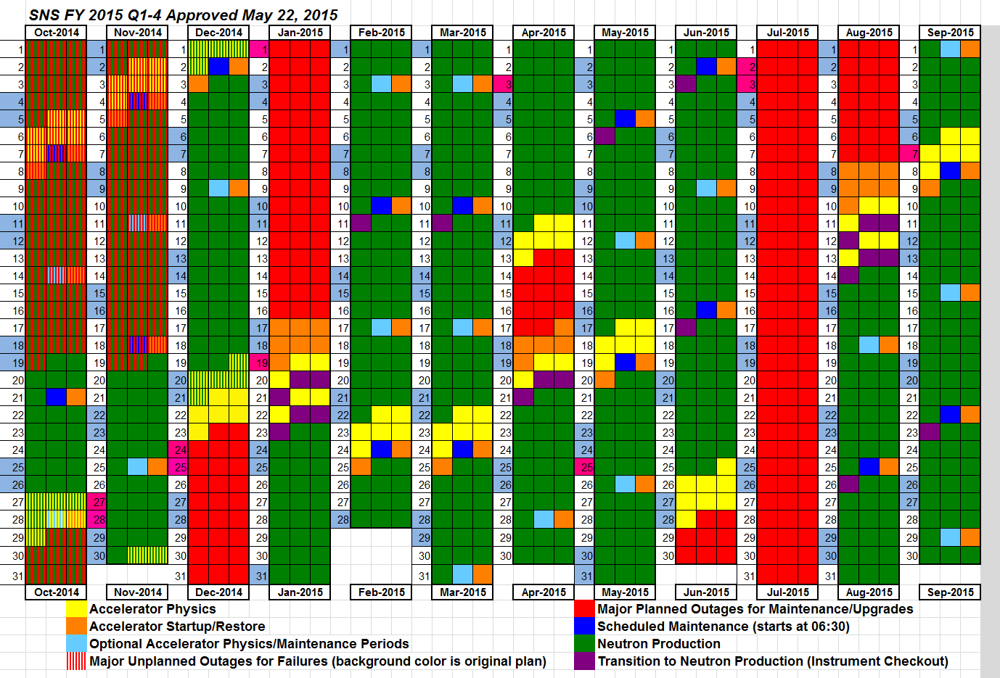 SNS FY 2015 Q1-4 Approved May 22, 2015
Oct-2014 Nov-2014 Dec-2014 Jan-2015 Feb-2015 Mar-2015 Apr-2015 May-2015 Jun-2015 Jul-2015 Aug-2015 Sep-2015
1 1 1 1 1 1 1 1 1 1 1 1
2 2 2 2 2 2 2 2 2 2 2 2
3 3 3 3 3 3 3 3 3 3 3 3
4 4 4 4 4 4 4 4 4 4 4 4
5 5 5 5 5 5 5 5 5 5 5 5
6 6 6 6 6 6 6 6 6 6 6 6
7 7 7 7 7 7 7 7 7 7 7 7
8 8 8 8 8 8 8 8 8 8 8 8
9 9 9 9 9 9 9 9 9 9 9 9
10 10 10 10 10 10 10 10 10 10 10 10
11 11 11 11 11 11 11 11 11 11 11 11
12 12 12 12 12 12 12 12 12 12 12 12
13 13 13 13 13 13 13 13 13 13 13 13
14 14 14 14 14 14 14 14 14 14 14 14
15 15 15 15 15 15 15 15 15 15 15 15
16 16 16 16 16 16 16 16 16 16 16 16
17 17 17 17 17 17 17 17 17 17 17 17
18 18 18 18 18 18 18 18 18 18 18 18
19 19 19 19 19 19 19 19 19 19 19 19
20 20 20 20 20 20 20 20 20 20 20 20
21 21 21 21 21 21 21 21 21 21 21 21
22 22 22 22 22 22 22 22 22 22 22 22
23 23 23 23 23 23 23 23 23 23 23 23
24 24 24 24 24 24 24 24 24 24 24 24
25 25 25 25 25 25 25 25 25 25 25 25
26 26 26 26 26 26 26 26 26 26 26 26
27 27 27 27 27 27 27 27 27 27 27 27
28 28 28 28 28 28 28 28 28 28 28 28
29 29 29 29 29 29 29 29 29 29 29
30 30 30 30 30 30 30 30 30 30 30
31 31 31 31 31 31 31
Oct-2014 Nov-2014 Dec-2014 Jan-2015 Feb-2015 Mar-2015 Apr-2015 May-2015 Jun-2015 Jul-2015 Aug-2015 Sep-2015
Accelerator Physics
Accelerator Startup/Restore
Optional Accelerator Physics/Maintenance Periods
Major Unplanned Outages for Failures (background color is original plan)
Major Planned Outages for Maintenance/Upgrades
Scheduled Maintenance (starts at 06:30)
Neutron Production
Transition to Neutron Production (Instrument Checkout)